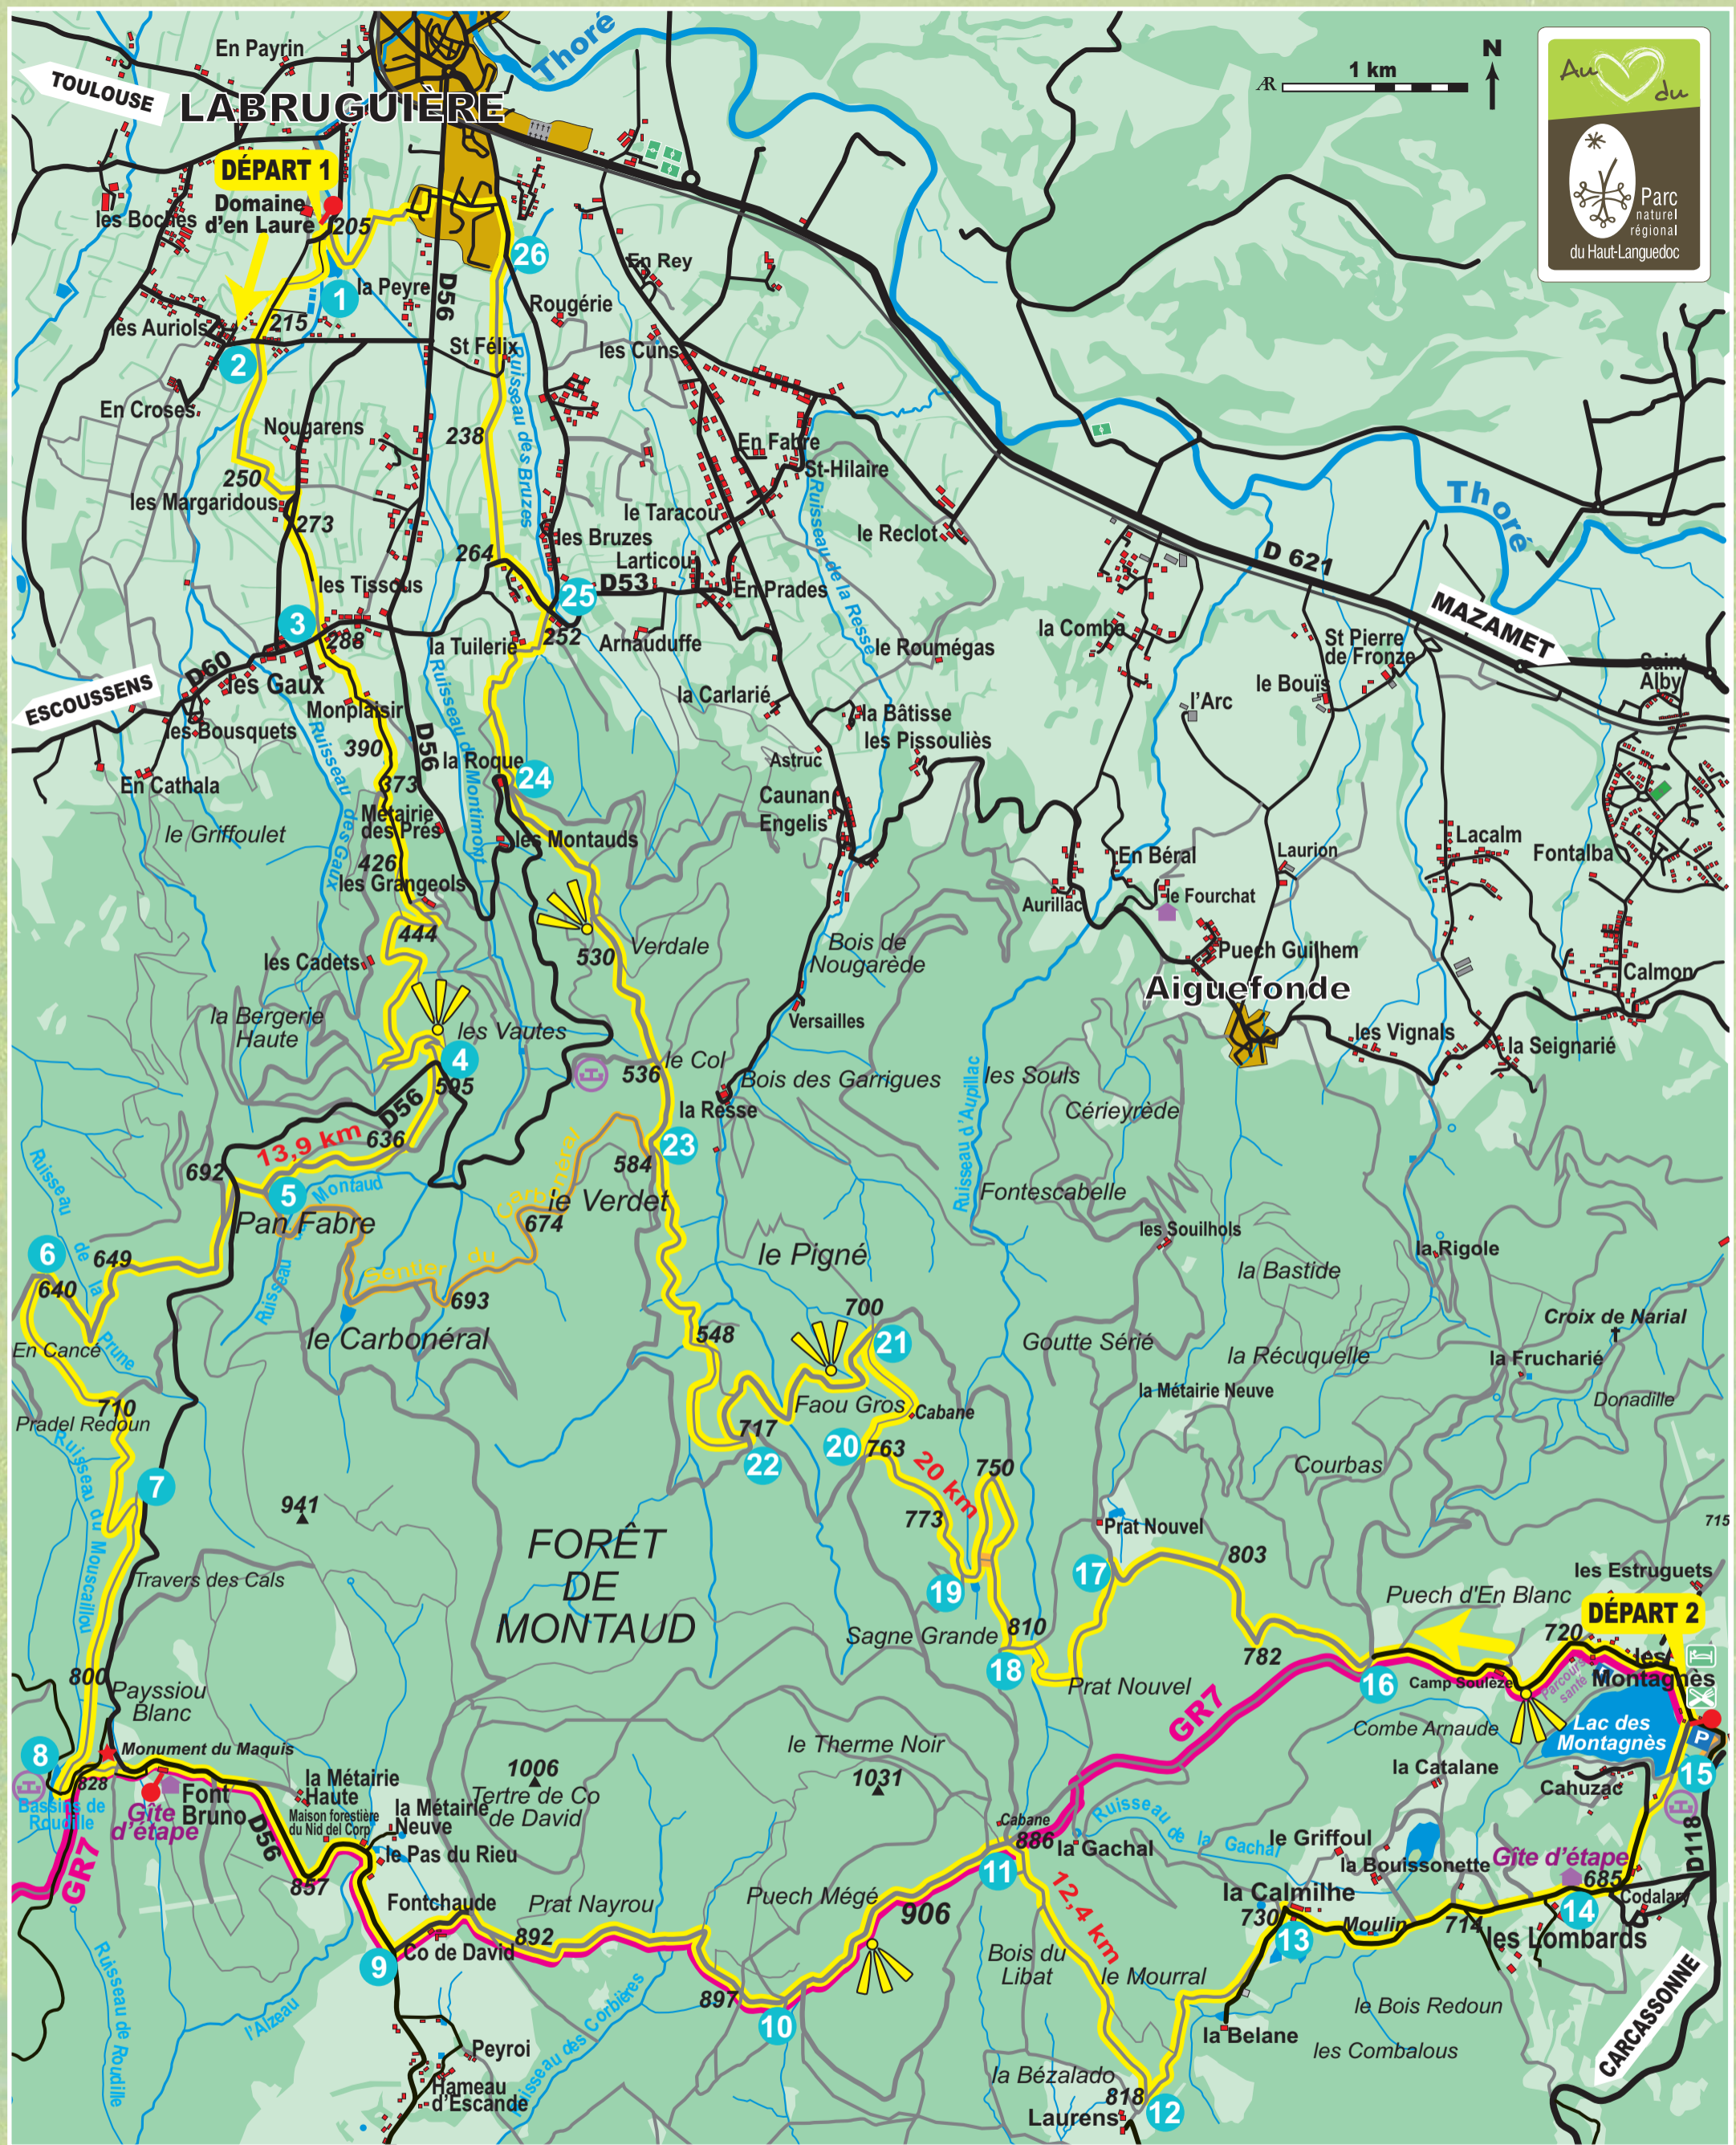 En Payrin
Thoré
TOULOUSE
LABRUGUIÈRE
1 km
N
Au
du
Parc
naturel
régional
du Haut-Languedoc
DÉPART 1
Domaine
d'en Laure
les Boches
205
26
En Rey
D56
la Peyre
1
Rougérie
les Auriols
215
2
St Félix
les Cuns
Ruisseau des Bruzes
En Croses
Nougarens
238
En Fabre
St-Hilaire
250
les Margaridous
273
Thoré
le Taracou
le Reclot
les Bruzes
264
Larticou
D 621
Ruisseau de la Resse
les Tissous
25
D53
En Prades
MAZAMET
3
288
252
la Tuilerie
Arnauduffe
le Roumégas
la Combe
St Pierre
de Fronze
Saint
Alby
D60
ESCOUSSENS
les Gaux
la Carlarié
l'Arc
le Bouïs
Monplaisir
les Bousquets
la Bâtisse
Ruisseau de Montimont
Ruisseau des Gaux
390
D56
la Roque
les Pissouliès
Astruc
En Cathala
373
24
Caunan
Engelis
le Griffoulet
Métairie
des Prés
les Montauds
Lacalm
Fontalba
426
En Béral
Laurion
les Grangeols
Aurillac
le Fourchat
444
530
Verdale
Bois de
Nougarède
Puech Guilhem
les Cadets
Aiguefonde
Calmon
la Bergerie
Haute
les Vautes
Versailles
les Vignals
la Seignarié
4
595
536
le Col
Bois des Garrigues
les Souls
Ruisseau d'Aupillac
Cérieyrède
la Resse
D56
13,9 km
636
23
584
692
5
Ruisseau du Montaud
Pan Fabre
Sentier du Carbonéray
le Verdet
674
Fontescabelle
les Souilhols
Ruisseau de la Prune
6
649
640
le Pigné
la Rigole
la Bastide
693
700
Croix de Narial
En Cancé
le Carbonéral
548
21
Goutte Sérié
la Récuquelle
la Frucharié
la Métairie Neuve
Donadille
710
Pradel Redoun
Faou Gros
Cabane
717
20
763
22
Courbas
7
20 km
750
941
773
Ruisseau du Mouscaillou
FORÊT
DE
MONTAUD
Prat Nouvel
715
Travers des Cals
19
17
803
les Estruguets
Puech d'En Blanc
DÉPART 2
Sagne Grande
810
782
720
les
Montagnès
18
800
Payssiou
Blanc
Prat Nouvel
16
Camp Soulèze
Parcours
santé
8
Monument du Maquis
GR7
Combe Arnaude
Lac des
Montagnès
P
le Therme Noir
1031
828
1006
Tertre de Co
de David
la Catalane
15
Bassins de
Roudille
Gîte
d'étape
Font
Bruno
la Métairie
Haute
Maison forestière
du Nid del Corp
la Métairie
Neuve
Cahuzac
GR7
D56
le Pas du Rieu
Cabane
886
la Gachal
Ruisseau de la Gachal
le Griffoul
D118
857
11
la Bouissonette
Gîte d'étape
685
Fontchaude
Prat Nayrou
Puech Mégé
12,4 km
la Calmilhe
Codalary
906
730
14
892
Moulin
714
les Lombards
9
Co de David
Bois du
Libat
13
le Mourral
897
CARCASSONNE
Ruisseau de Roudille
l'Alzeau
10
le Bois Redoun
la Belane
Peyroi
Ruisseau des Corbières
les Combalous
Hameau
d'Escande
la Bézalado
818
12
Laurens